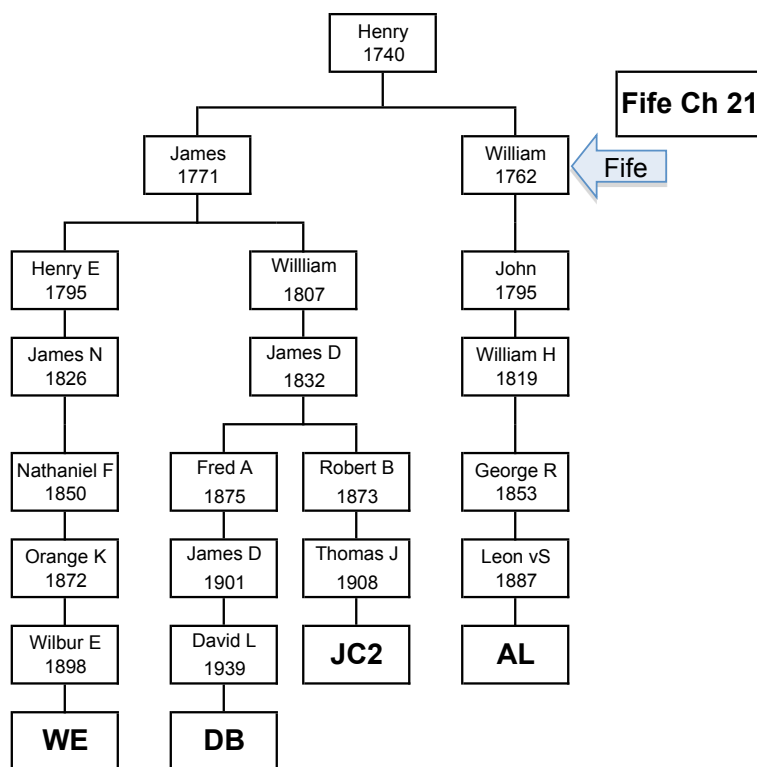 Henry
1740
Fife Ch 21
James
1771
William
1762
Fife
Henry E
1795
Willliam
1807
John
1795
James N
1826
James D
1832
William H
1819
Nathaniel F
1850
Fred A
1875
Robert B
1873
George R
1853
Orange K
1872
James D
1901
Thomas J
1908
Leon vS
1887
Wilbur E
1898
David L
1939
JC2
AL
WE
DB